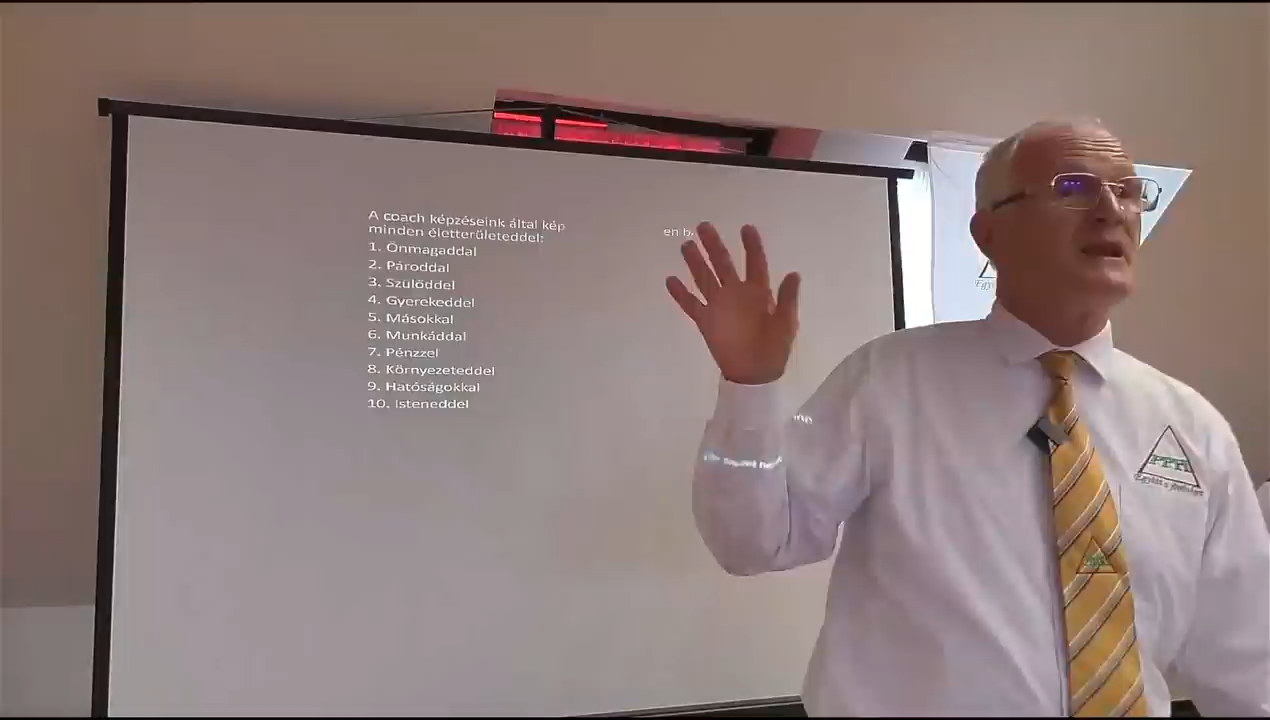 A coach képzéseink által kép
en b
minden életterületeddel:
1. Önmagaddal
2. Pároddal
3. Szülőddel
4. Gyerekeddel
5. Másokkal
6. Munkáddal
7. Pénzzel
8. Környezeteddel
9. Hatóságokkal
10. Isteneddel